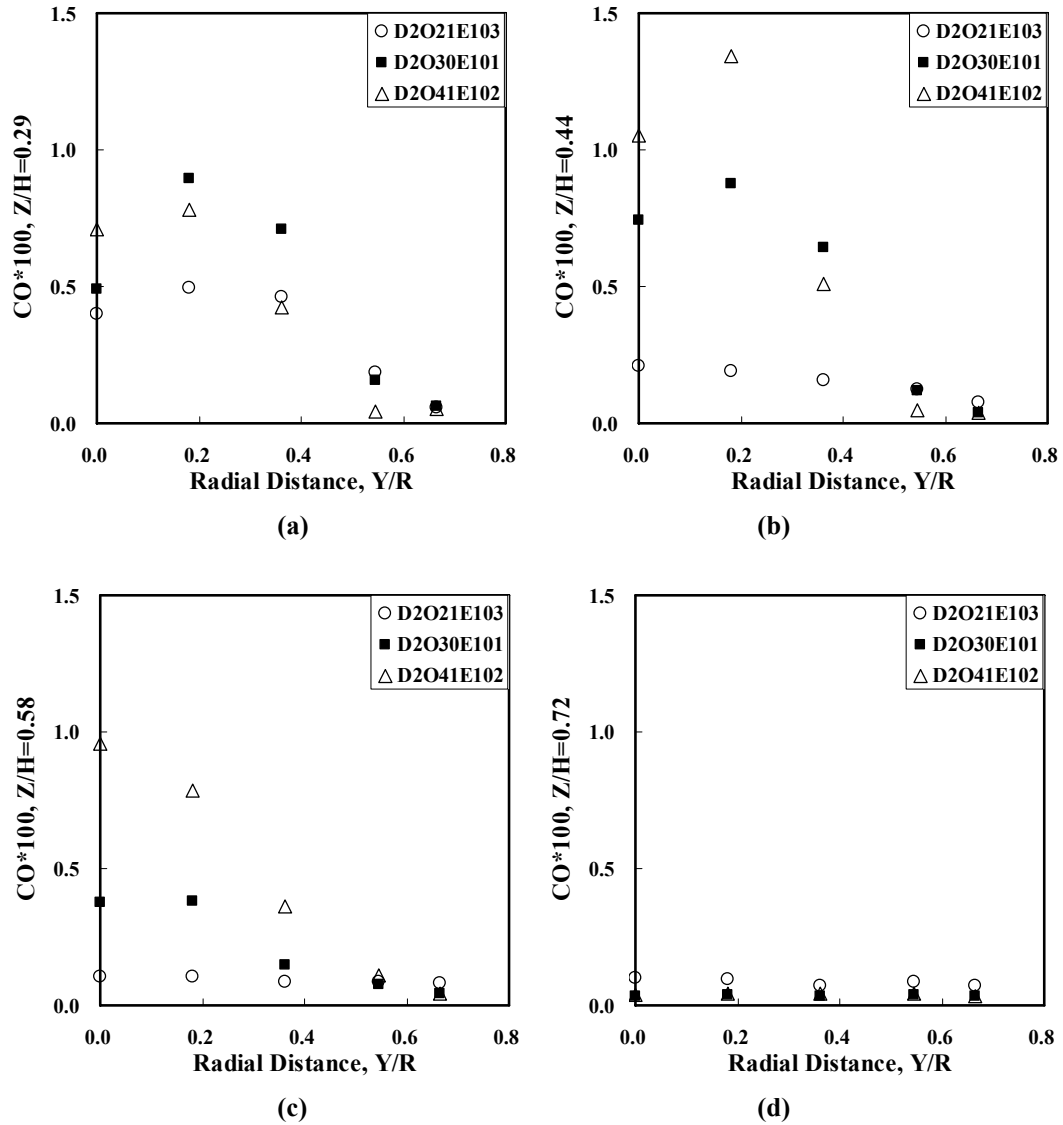 1.5
D2O21E103
D2O30E101
D2O41E102
1.0
0.5
0.0
CO*100, Z/H=0.29
0.0 0.2 0.4 0.6 0.8
Radial Distance, Y/R
(a)
1.5
D2O21E103
D2O30E101
D2O41E102
1.0
0.5
0.0
CO*100, Z/H=0.44
0.0 0.2 0.4 0.6 0.8
Radial Distance, Y/R
(b)
1.5
D2O21E103
D2O30E101
D2O41E102
1.0
0.5
0.0
CO*100, Z/H=0.58
0.0 0.2 0.4 0.6 0.8
Radial Distance, Y/R
(c)
1.5
D2O21E103
D2O30E101
D2O41E102
1.0
0.5
0.0
CO*100, Z/H=0.72
0.0 0.2 0.4 0.6 0.8
Radial Distance, Y/R
(d)